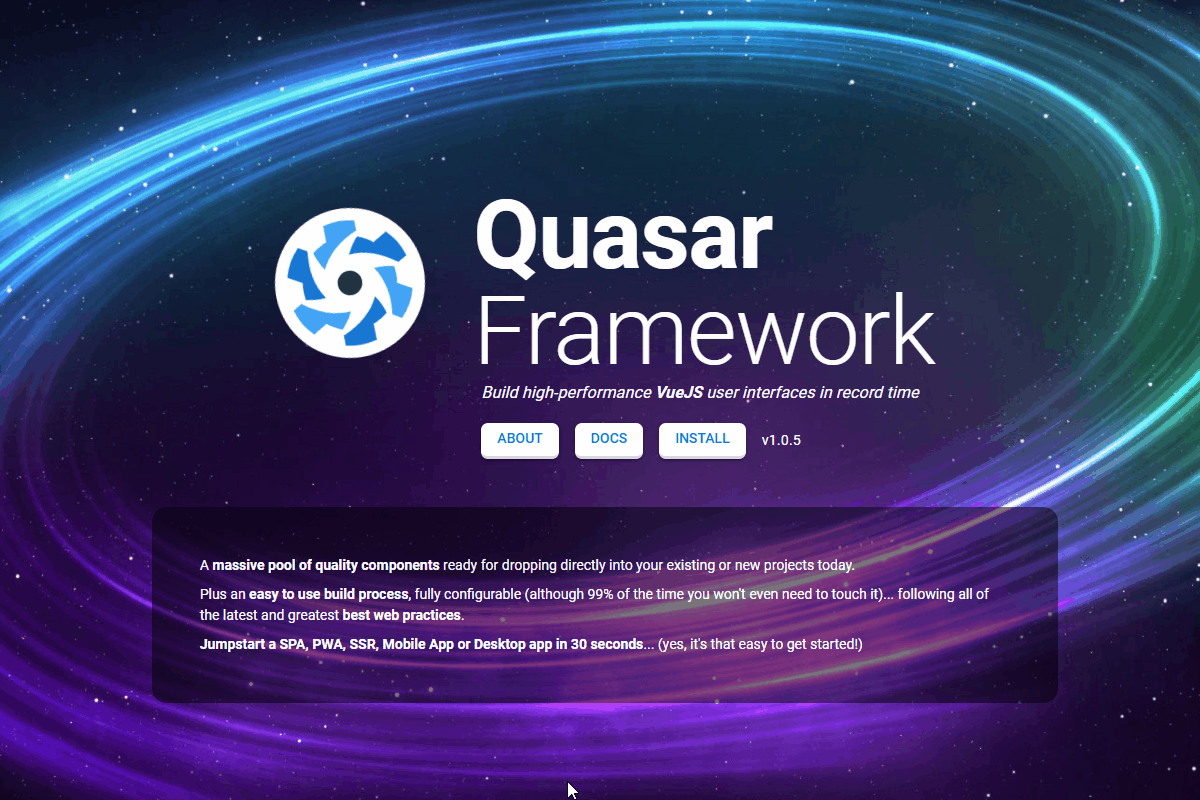 Quasar
Framework
Build high-performance VueJS user interfaces in record time
ABOUT DOCS INSTALL v1.0.5
A massive pool of quality components ready for dropping directly into your existing or new projects today.
Plus an easy to use build process, fully configurable (although 99% of the time you won't even need to touch it)... following all of
the latest and greatest best web practices.
Jumpstart a SPA, PWA, SSR, Mobile App or Desktop app in 30 seconds... (yes, it's that easy to get started!)